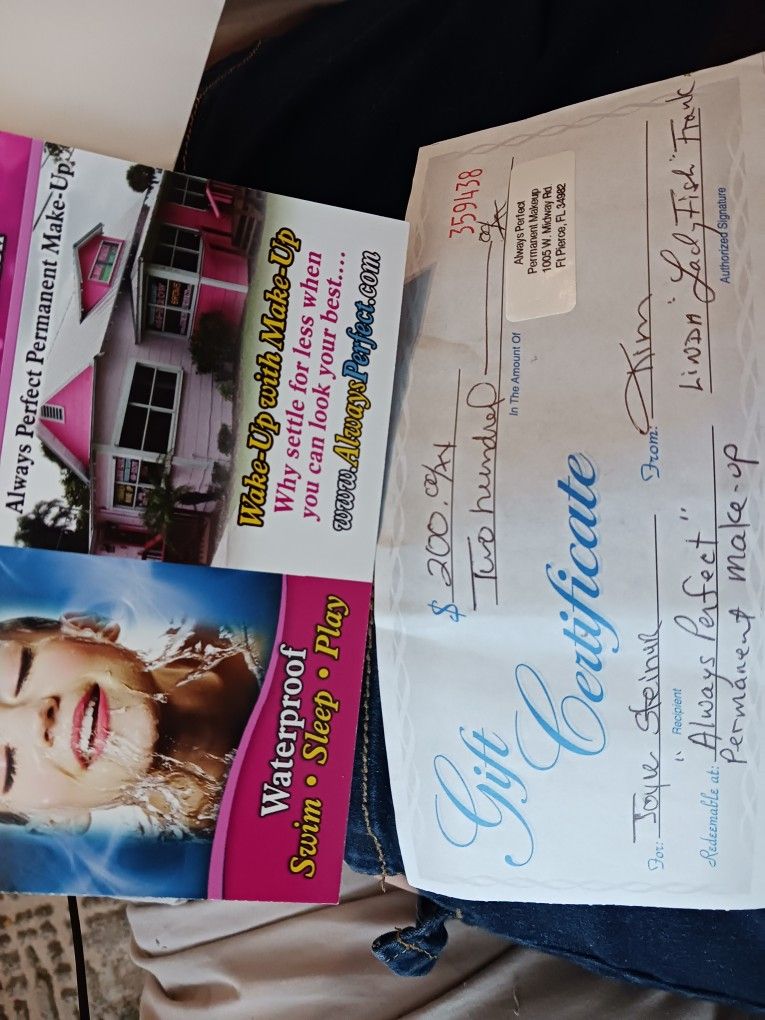 Always Perfect Permanent Make-Up
Wake-Up with Make-Up
Why settle for less when
you can look your best....
www.AlwaysPerfect.com
Waterproof
Swim • Sleep • Play
359438
$ 200.00/xx
Two hundred 00/xx
In The Amount Of
Always Perfect
Permanent Makeup
1005 W. Midway Rd
Ft Pierce, FL 34982
Gift
Certificate
For: Joyce
From: Kim
Recipient
Redeemable at: "Always Perfect"
Permanent make-up
LINDA "Lady Fish" Frank
Authorized Signature